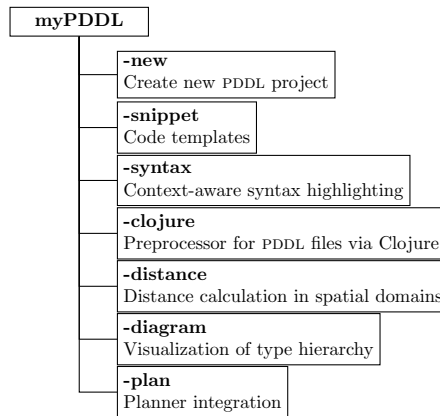 myPDDL
-new
Create new PDDL project
-snippet
Code templates
-syntax
Context-aware syntax highlighting
-clojure
Preprocessor for PDDL files via Clojure
-distance
Distance calculation in spatial domains
-diagram
Visualization of type hierarchy
-plan
Planner integration